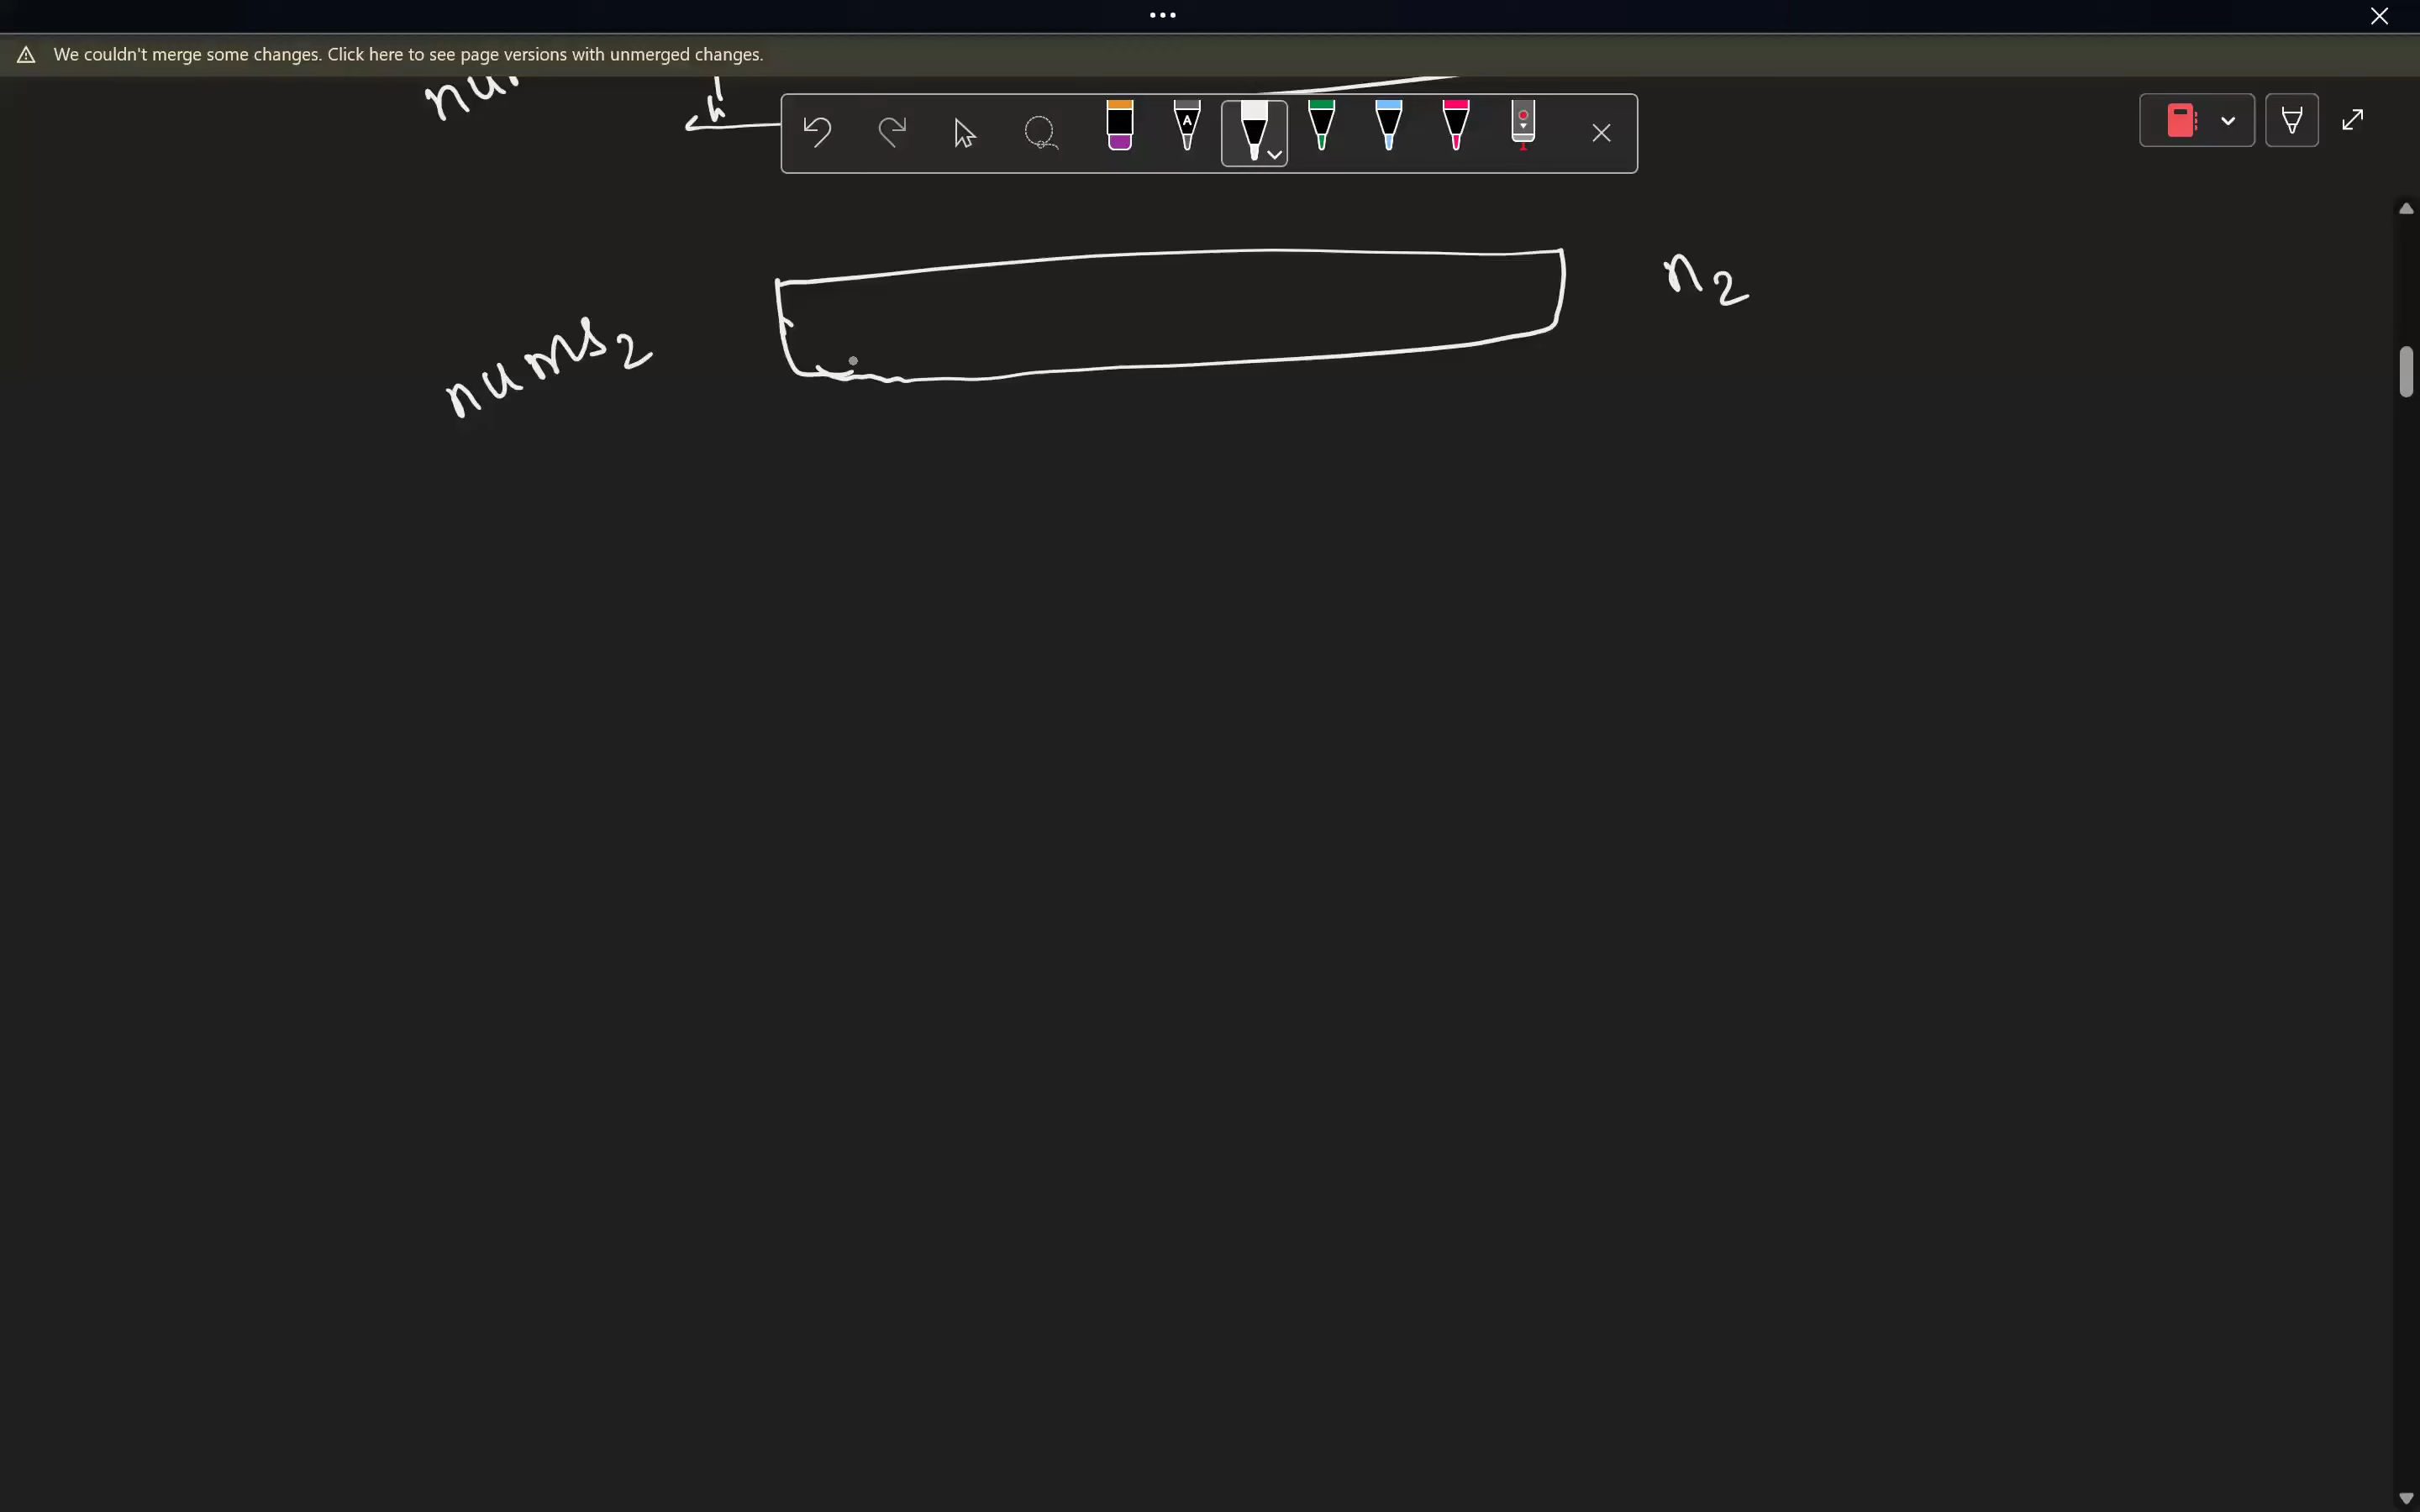 We couldn't merge some changes. Click here to see page versions with unmerged changes.
A
n2
nums2